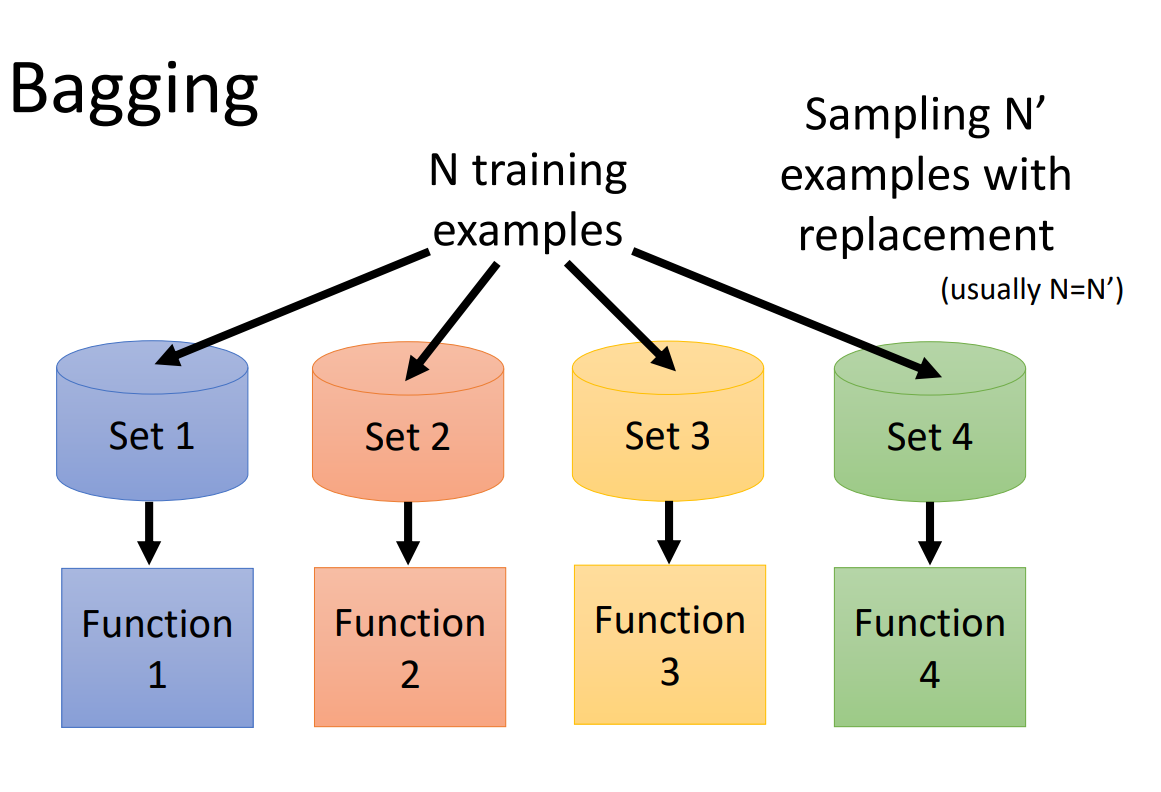 Bagging
Sampling N’
examples with
replacement
(usually N=N’)
N training
examples
Set 1
Set 2
Set 3
Set 4
Function
1
Function
2
Function
3
Function
4